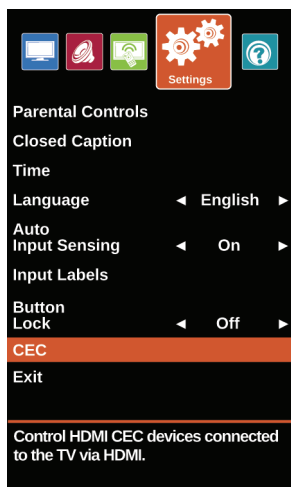 Settings
Parental Controls
Closed Caption
Time
Language ◄ English ►
Auto
Input Sensing ◄ On ►
Input Labels
Button
Lock ◄ Off ►
CEC
Exit
Control HDMI CEC devices connected
to the TV via HDMI.